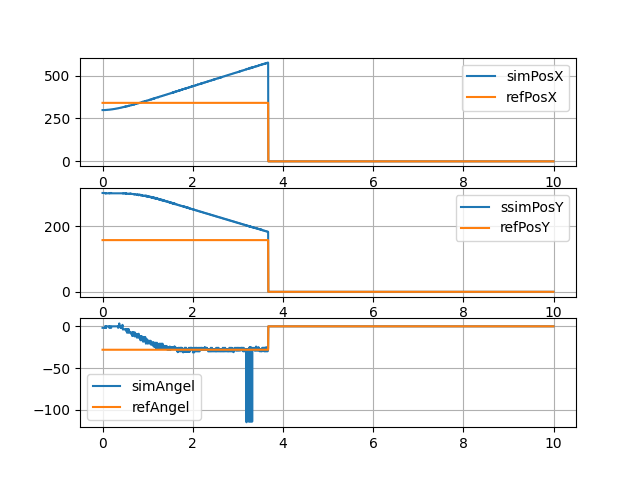 500
250
0
simPosX
refPosX
0 2 4 6 8 10
200
0
ssimPosY
refPosY
0 2 4 6 8 10
0
−50
−100
simAngel
refAngel
0 2 4 6 8 10